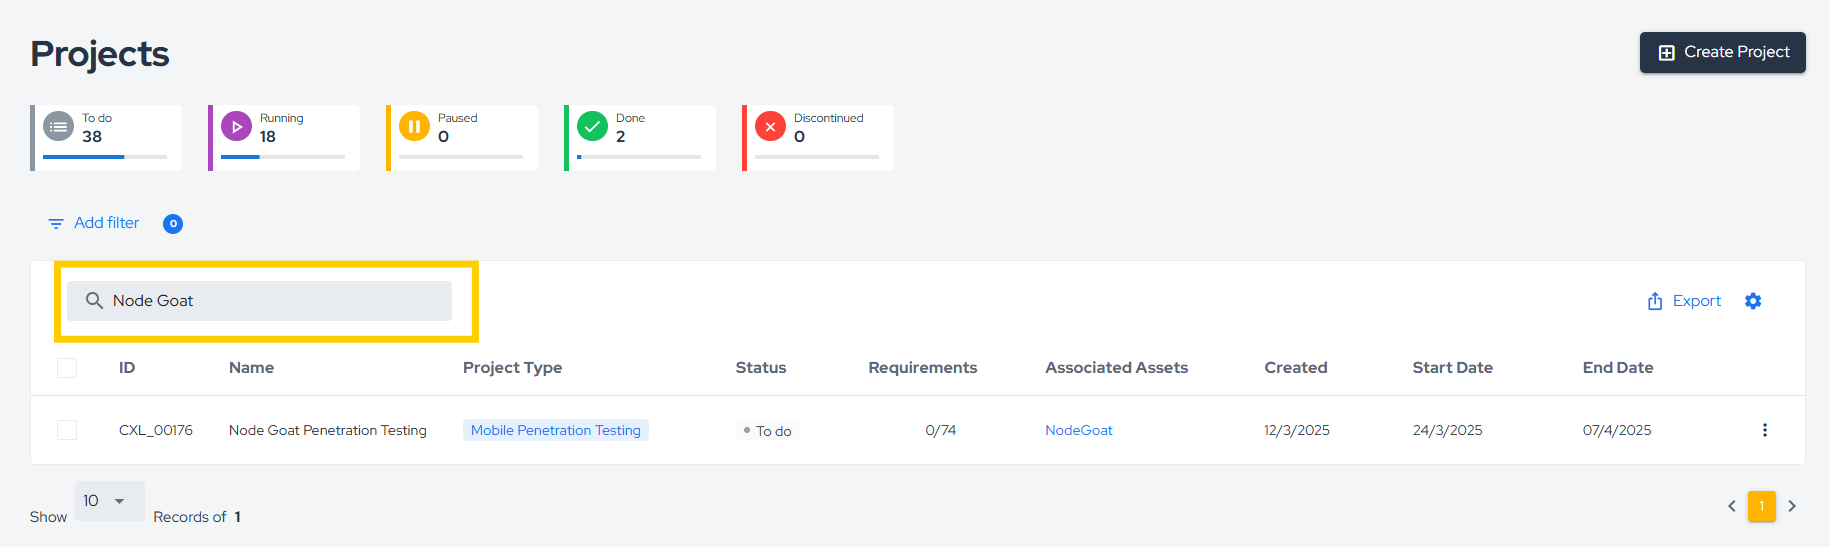 Projects
Create Project
To do
38
Running
18
Paused
0
Done
2
Discontinued
0
Add filter 0
Node Goat
Export
ID Name Project Type Status Requirements Associated Assets Created Start Date End Date
CXL_00176 Node Goat Penetration Testing Mobile Penetration Testing To do 0/74 NodeGoat 12/3/2025 24/3/2025 07/4/2025
Show 10 Records of 1
1